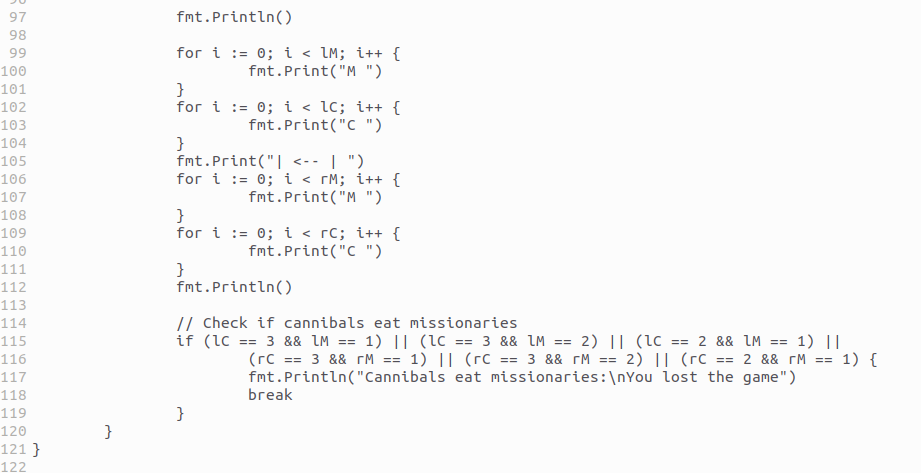 97 fmt.Println()
98
99 for i := 0; i < lM; i++ {
100 fmt.Print("M ")
101 }
102 for i := 0; i < lC; i++ {
103 fmt.Print("C ")
104 }
105 fmt.Print("| <-- | ")
106 for i := 0; i < rM; i++ {
107 fmt.Print("M ")
108 }
109 for i := 0; i < rC; i++ {
110 fmt.Print("C ")
111 }
112 fmt.Println()
113
114 // Check if cannibals eat missionaries
115 if (lC == 3 && lM == 1) || (lC == 3 && lM == 2) || (lC == 2 && lM == 1) ||
116 (rC == 3 && rM == 1) || (rC == 3 && rM == 2) || (rC == 2 && rM == 1) {
117 fmt.Println("Cannibals eat missionaries:\nYou lost the game")
118 break
119 }
120 }
121 }
122